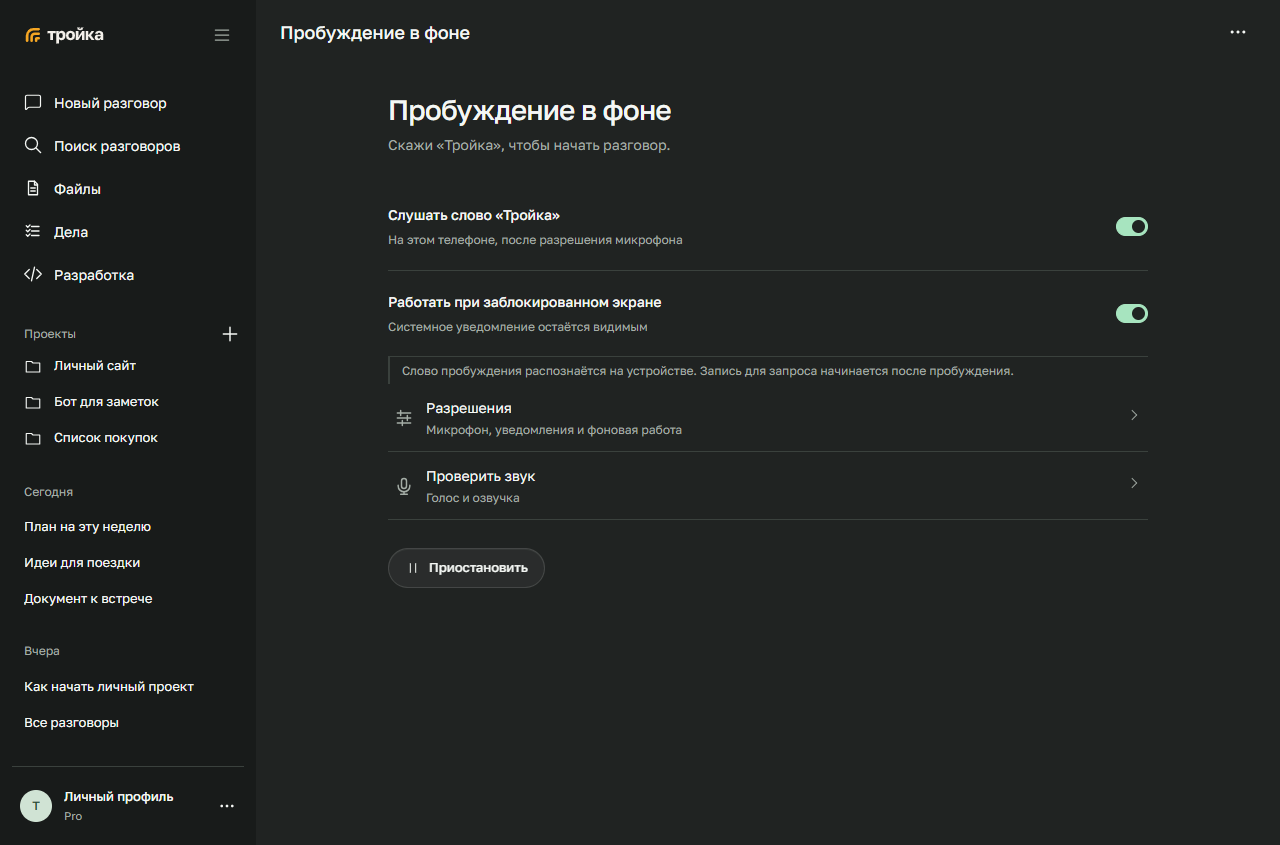 тройка
Новый разговор
Поиск разговоров
Файлы
Дела
Разработка
Проекты
Личный сайт
Бот для заметок
Список покупок
Сегодня
План на эту неделю
Идеи для поездки
Документ к встрече
Вчера
Как начать личный проект
Все разговоры
Т
Личный профиль
Pro
Пробуждение в фоне
Пробуждение в фоне
Скажи «Тройка», чтобы начать разговор.
Слушать слово «Тройка»
На этом телефоне, после разрешения микрофона
Работать при заблокированном экране
Системное уведомление остаётся видимым
Слово пробуждения распознаётся на устройстве. Запись для запроса начинается после пробуждения.
Разрешения
Микрофон, уведомления и фоновая работа
Проверить звук
Голос и озвучка
Приостановить